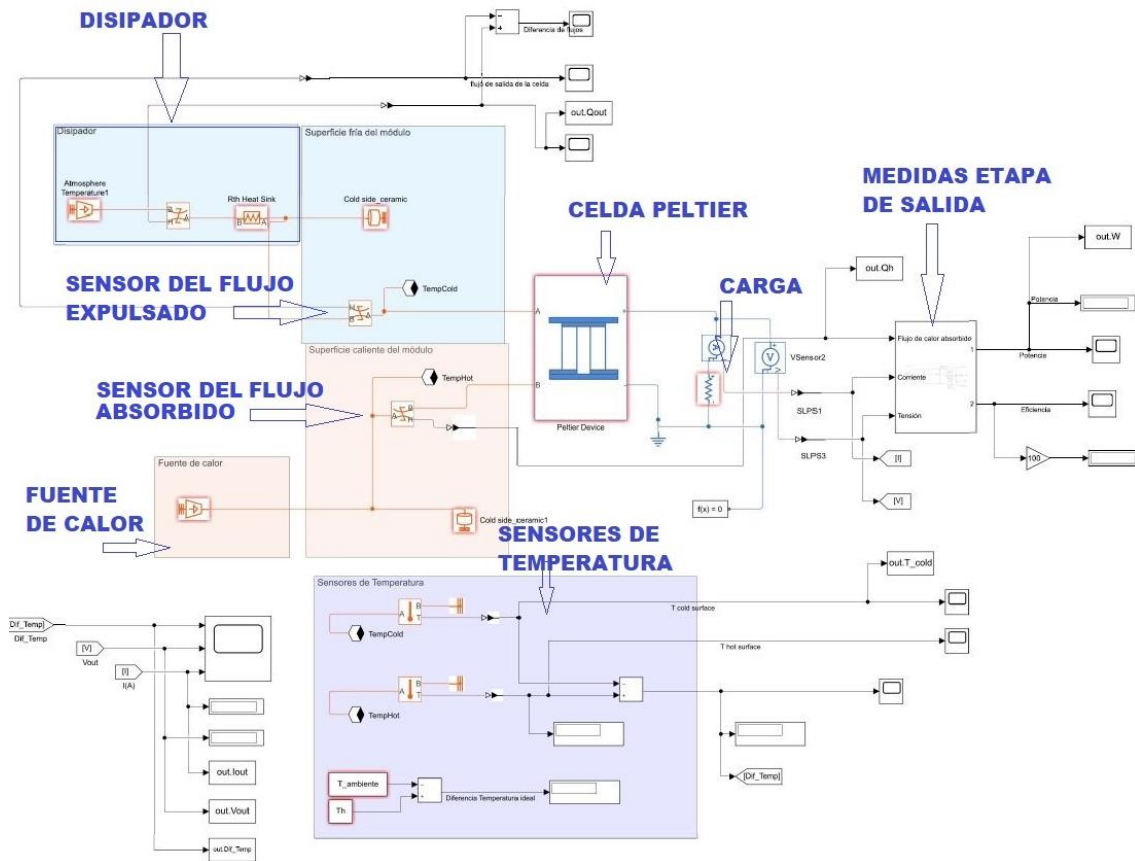 DISIPADOR
Diferencia de flujos
flujo de salida de la celda
out.Qout
Disipador
Superficie fría del módulo
Atmosphere
Temperature1
Rth Heat Sink
Cold side_ceramic
B
H
A
B
A
MEDIDAS ETAPA
DE SALIDA
CELDA PELTIER
out.W
out.Qh
SENSOR DEL FLUJO
EXPULSADO
TempCold
H
B
A
CARGA
Potencia
A
B
Flujo de calor absorbido
1
Potencia
A
V
VSensor2
Superficie caliente del módulo
TempHot
SENSOR DEL FLUJO
ABSORBIDO
A
B
H
Corriente
SLPS1
2
Eficiencia
Tensión
Peltier Device
SLPS3
100
[I]
Fuente de calor
FUENTE
DE CALOR
[V]
f(x) = 0
Cold side_ceramic1
SENSORES DE
TEMPERATURA
out.T_cold
Sensores de Temperatura
A
B
T
T cold surface
TempCold
[Dif_Temp]
Dif_Temp
[V]
Vout
[I]
I(A)
T hot surface
A
B
T
TempHot
out.Iout
[Dif_Temp]
T_ambiente
Th
Diferencia Temperatura ideal
out.Vout
out.Dif_Temp